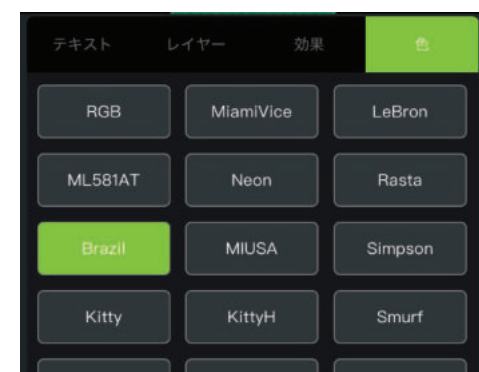 テキスト レイヤー 効果 色
RGB MiamiVice LeBron
ML581AT Neon Rasta
Brazil MIUSA Simpson
Kitty KittyH Smurf